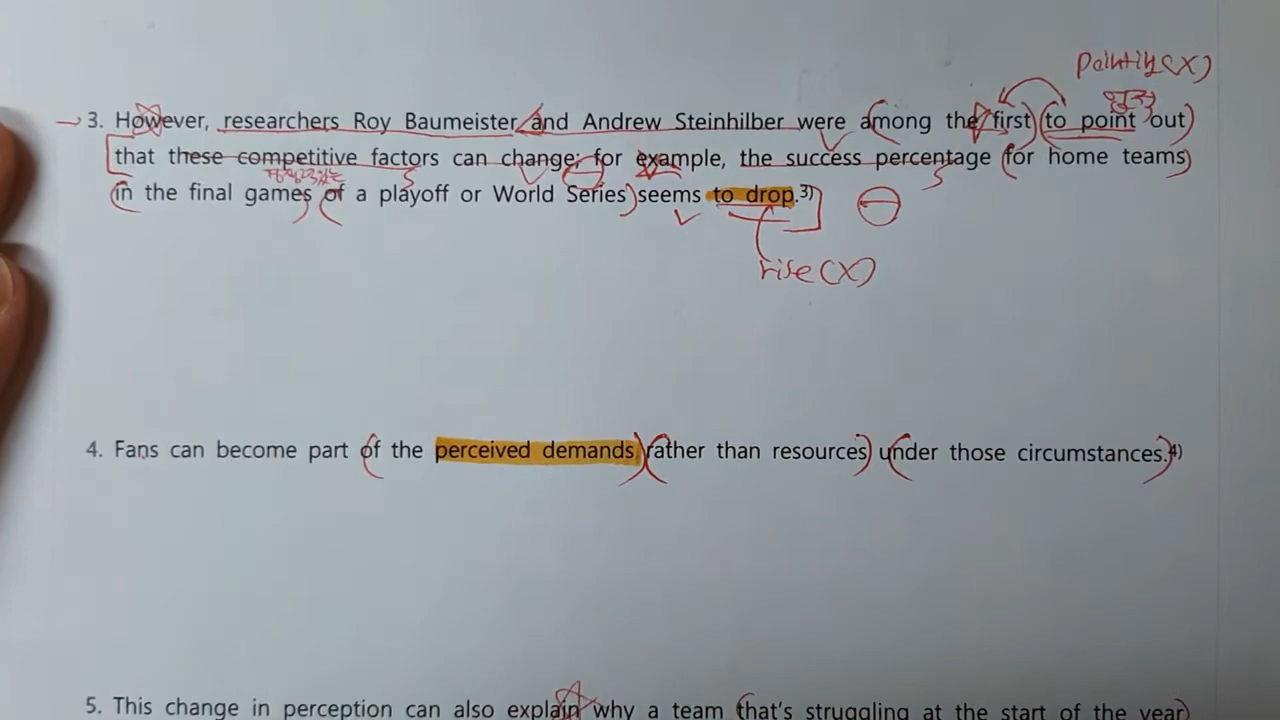 pointing(X)
→ 3. However, researchers Roy Baumeister and Andrew Steinhilber were among the first to point out
that these competitive factors can change; for example, the success percentage for home teams
in the final games of a playoff or World Series seems to drop.3)
rise(X)
4. Fans can become part of the perceived demands rather than resources under those circumstances.4)
5. This change in perception can also explain why a team that's struggling at the start of the year